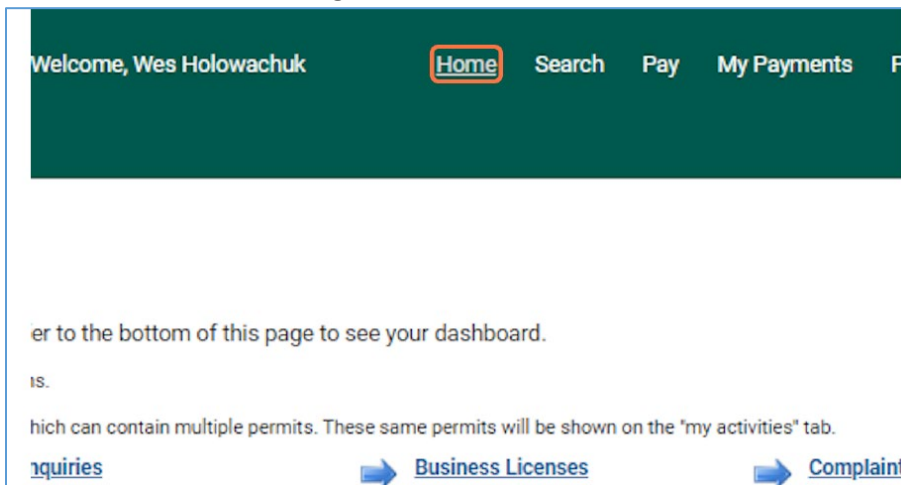 Welcome, Wes Holowachuk Home Search Pay My Payments
er to the bottom of this page to see your dashboard.
ns.
hich can contain multiple permits. These same permits will be shown on the "my activities" tab.
nquiries Business Licenses Complaint